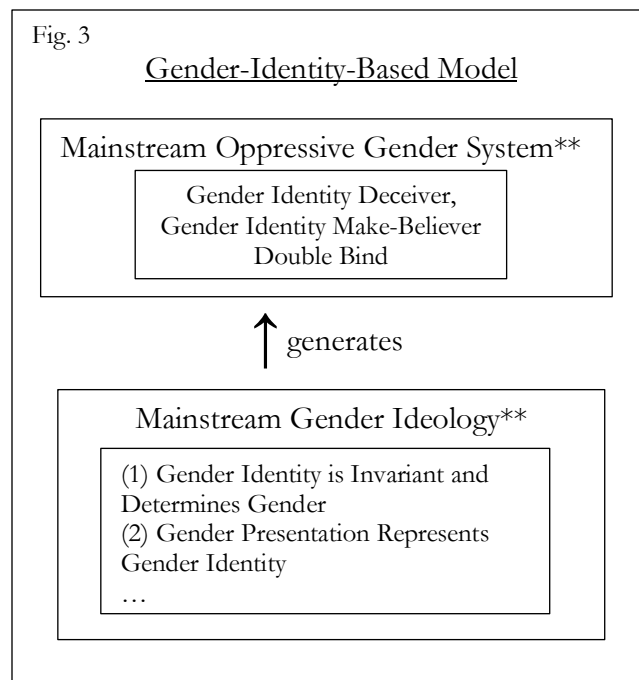 Fig. 3
Gender-Identity-Based Model
Mainstream Oppressive Gender System**
Gender Identity Deceiver,
Gender Identity Make-Believer
Double Bind
generates
Mainstream Gender Ideology**
(1) Gender Identity is Invariant and
Determines Gender
(2) Gender Presentation Represents
Gender Identity
…